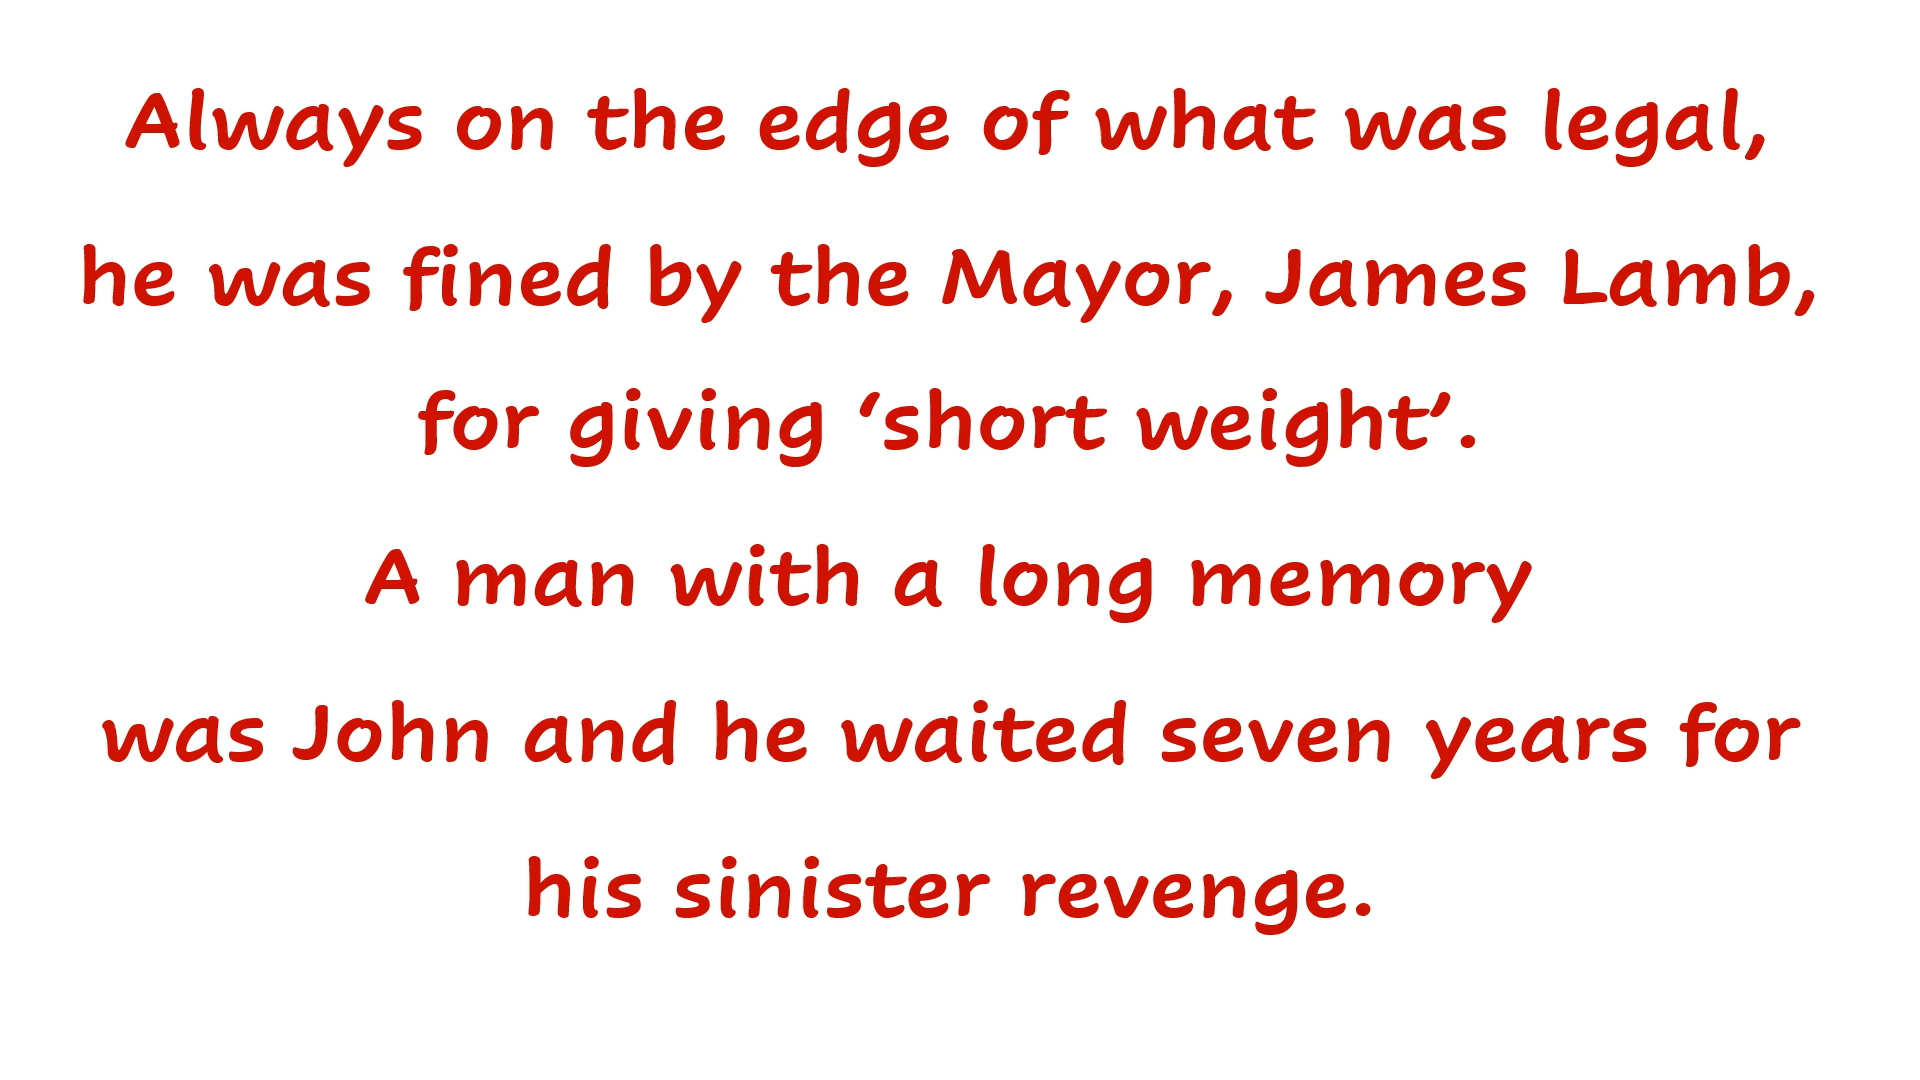 Always on the edge of what was legal,
he was fined by the Mayor, James Lamb,
for giving ‘short weight’.
A man with a long memory
was John and he waited seven years for
his sinister revenge.